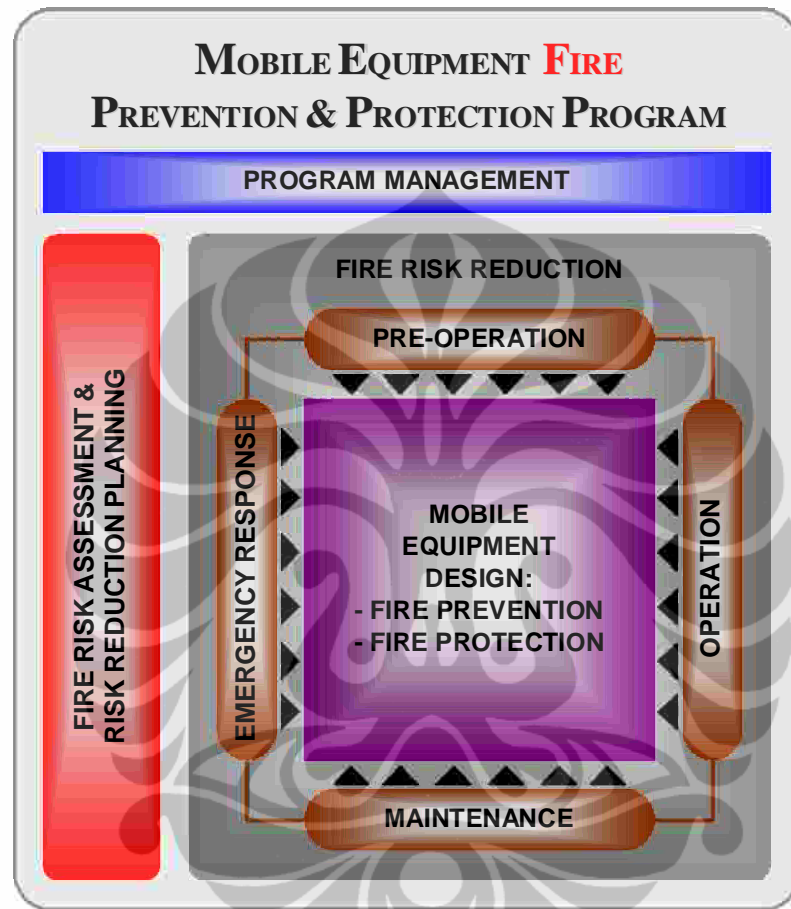 MOBILE EQUIPMENT FIRE
PREVENTION & PROTECTION PROGRAM
PROGRAM MANAGEMENT
FIRE RISK ASSESSMENT &
RISK REDUCTION PLANNING
FIRE RISK REDUCTION
PRE-OPERATION
EMERGENCY RESPONSE
MOBILE
EQUIPMENT
DESIGN:
- FIRE PREVENTION
- FIRE PROTECTION
OPERATION
MAINTENANCE